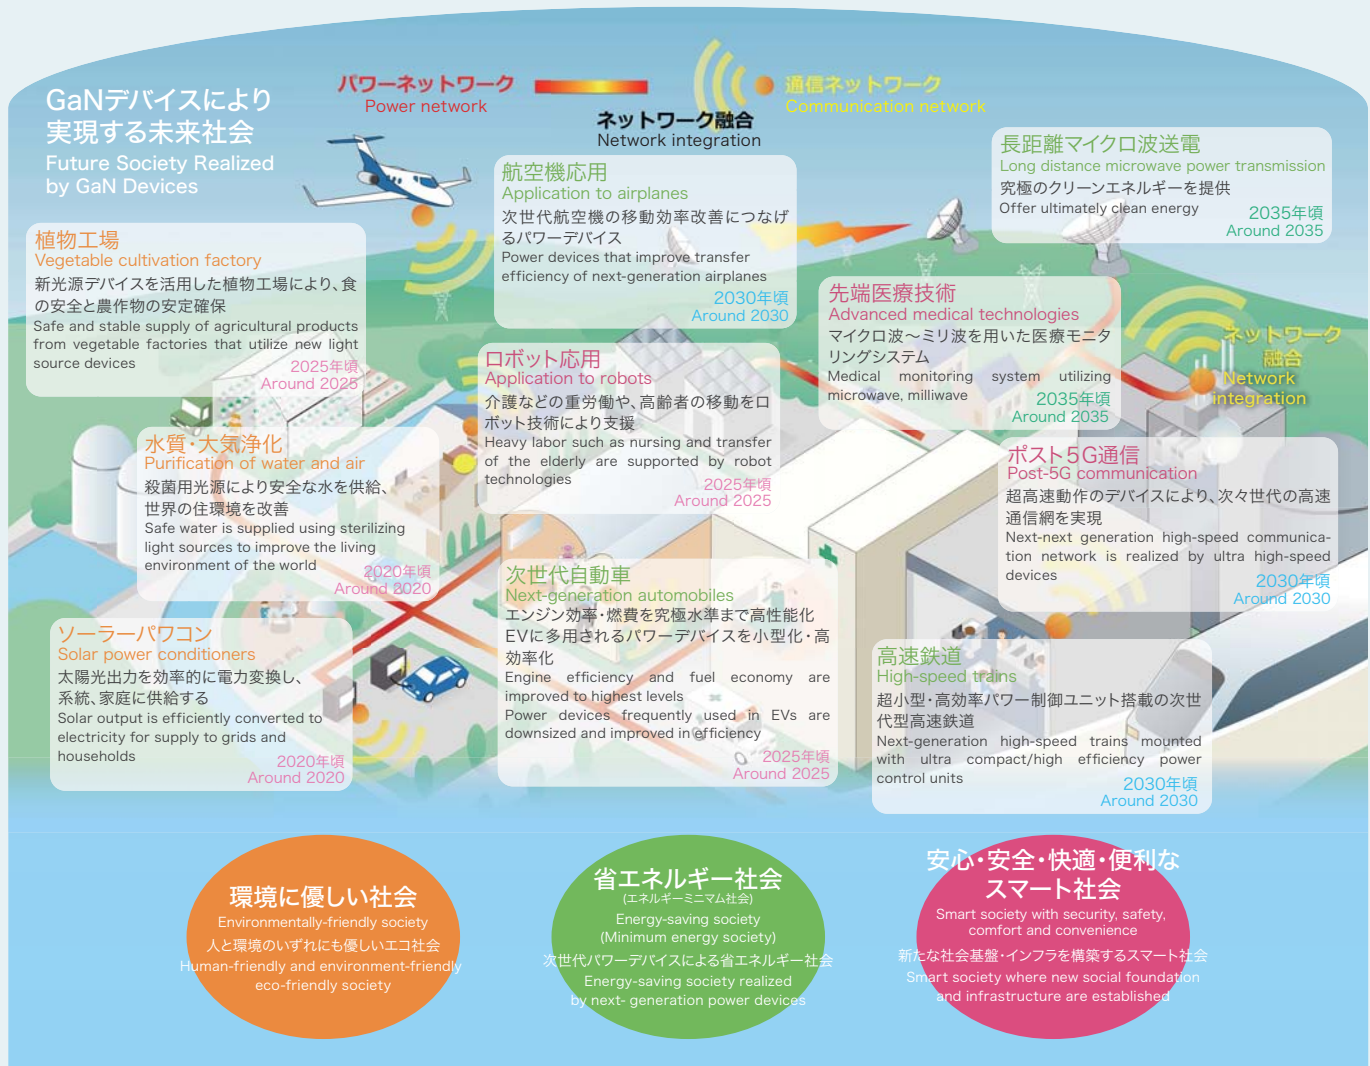 GaNデバイスにより
実現する未来社会
Future Society Realized
by GaN Devices
パワーネットワーク
Power network
ネットワーク融合
Network integration
通信ネットワーク
Communication network
航空機応用
Application to airplanes
次世代航空機の移動効率改善につなげ
るパワーデバイス
Power devices that improve transfer
efficiency of next-generation airplanes
2030年頃
Around 2030
長距離マイクロ波送電
Long distance microwave power transmission
究極のクリーンエネルギーを提供
Offer ultimately clean energy
2035年頃
Around 2035
植物工場
Vegetable cultivation factory
新光源デバイスを活用した植物工場により、食
の安全と農作物の安定確保
Safe and stable supply of agricultural products
from vegetable factories that utilize new light
source devices
2025年頃
Around 2025
先端医療技術
Advanced medical technologies
マイクロ波～ミリ波を用いた医療モニタ
リングシステム
Medical monitoring system utilizing
microwave, milliwave
2035年頃
Around 2035
ネットワーク
融合
Network
integration
ロボット応用
Application to robots
介護などの重労働や、高齢者の移動をロ
ボット技術により支援
Heavy labor such as nursing and transfer
of the elderly are supported by robot
technologies
2025年頃
Around 2025
水質・大気浄化
Purification of water and air
殺菌用光源により安全な水を供給、
世界の住環境を改善
Safe water is supplied using sterilizing
light sources to improve the living
environment of the world
2020年頃
Around 2020
ポスト5G通信
Post-5G communication
超高速動作のデバイスにより、次々世代の高速
通信網を実現
Next-next generation high-speed communica-
tion network is realized by ultra high-speed
devices
2030年頃
Around 2030
次世代自動車
Next-generation automobiles
エンジン効率・燃費を究極水準まで高性能化
EVに多用されるパワーデバイスを小型化・高
効率化
Engine efficiency and fuel economy are
improved to highest levels
Power devices frequently used in EVs are
downsized and improved in efficiency
2025年頃
Around 2025
ソーラーパワコン
Solar power conditioners
太陽光出力を効率的に電力変換し、
系統、家庭に供給する
Solar output is efficiently converted to
electricity for supply to grids and
households
2020年頃
Around 2020
高速鉄道
High-speed trains
超小型・高効率パワー制御ユニット搭載の次世
代型高速鉄道
Next-generation high-speed trains mounted
with ultra compact/high efficiency power
control units
2030年頃
Around 2030
環境に優しい社会
Environmentally-friendly society
人と環境のいずれにも優しいエコ社会
Human-friendly and environment-friendly
eco-friendly society
省エネルギー社会
(エネルギーミニマム社会)
Energy-saving society
(Minimum energy society)
次世代パワーデバイスによる省エネルギー社会
Energy-saving society realized
by next- generation power devices
安心・安全・快適・便利な
スマート社会
Smart society with security, safety,
comfort and convenience
新たな社会基盤・インフラを構築するスマート社会
Smart society where new social foundation
and infrastructure are established